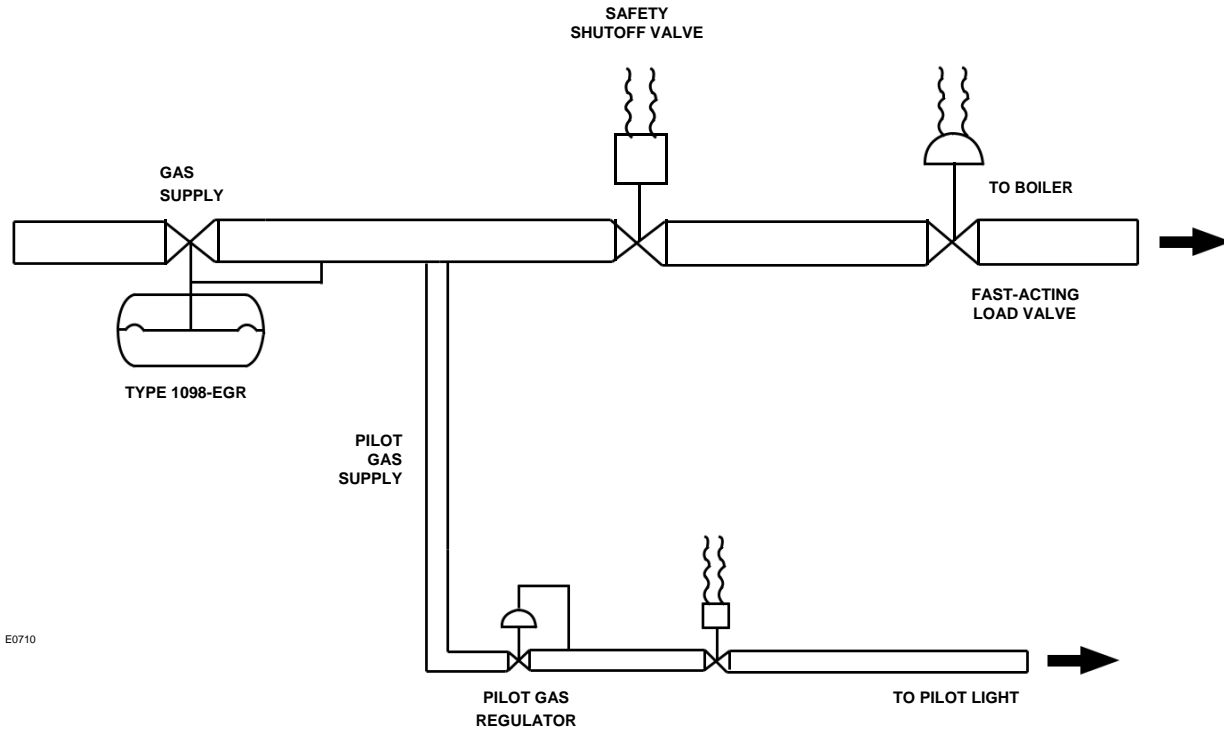 SAFETY
SHUTOFF VALVE
GAS
SUPPLY
TO BOILER
FAST-ACTING
LOAD VALVE
TYPE 1098-EGR
PILOT
GAS
SUPPLY
E0710
PILOT GAS
REGULATOR
TO PILOT LIGHT